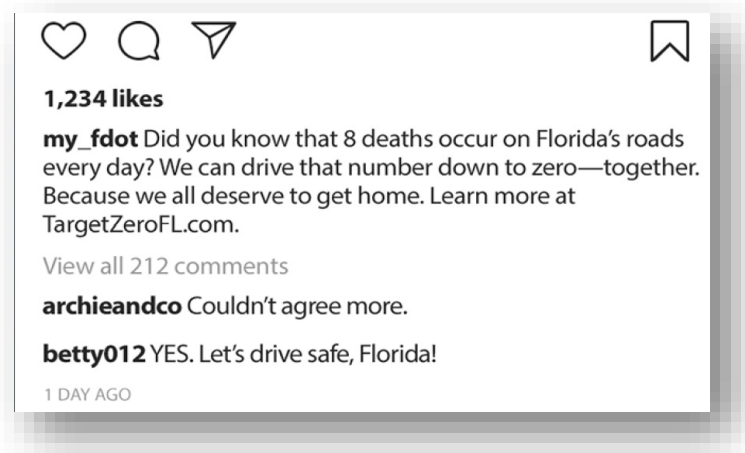 1,234 likes
my_fdot Did you know that 8 deaths occur on Florida’s roads
every day? We can drive that number down to zero—together.
Because we all deserve to get home. Learn more at
TargetZeroFL.com.
View all 212 comments
archieandco Couldn’t agree more.
betty012 YES. Let’s drive safe, Florida!
1 DAY AGO